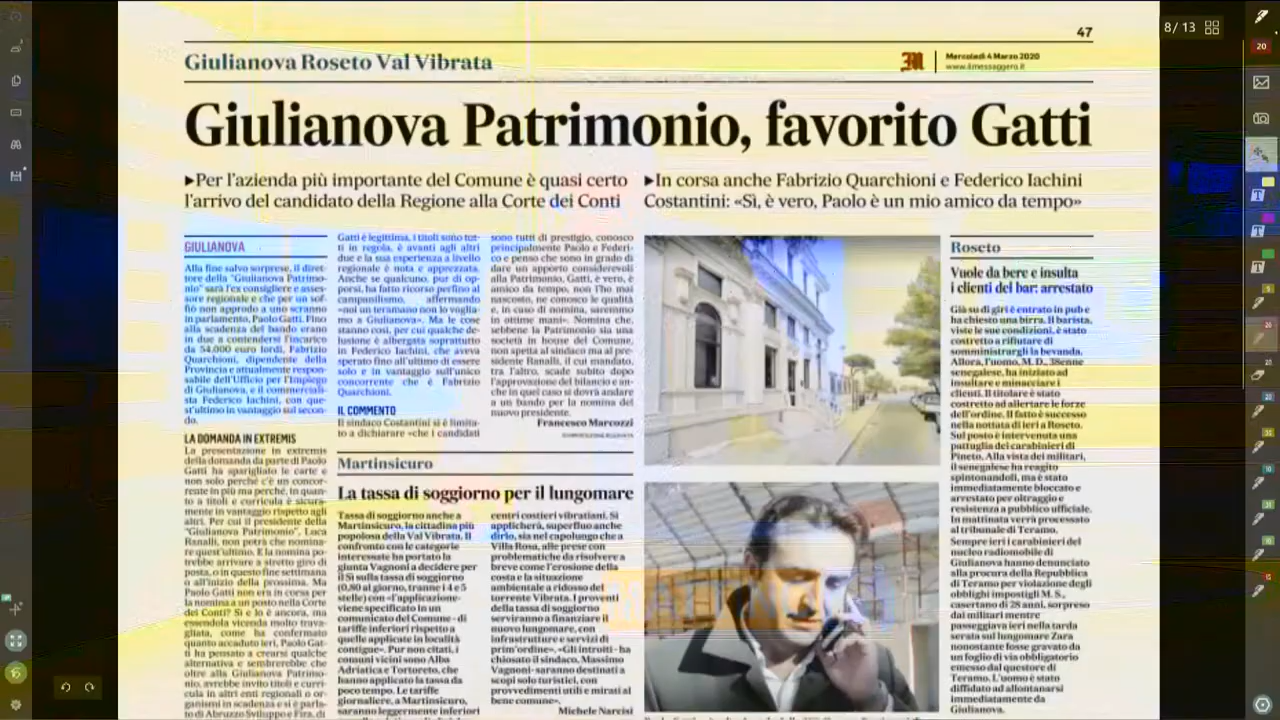 8 / 13
47
Giulianova Roseto Val Vibrata
Mercoledì 4 Marzo 2020
www.ilmessaggero.it
Giulianova Patrimonio, favorito Gatti
▶Per l'azienda più importante del Comune è quasi certo
l'arrivo del candidato della Regione alla Corte dei Conti
▶In corsa anche Fabrizio Quarchioni e Federico Iachini
Costantini: «Sì, è vero, Paolo è un mio amico da tempo»
GIULIANOVA
Alla fine salvo sorprese, il diret-
tore della "Giulianova Patrimo-
nio" sarà l'ex consigliere e asses-
sore regionale e che per un sof-
fio non approdò a uno scranno
in parlamento, Paolo Gatti. Fino
alla scadenza del bando erano
in due a contendersi l'incarico
da 54.000 euro lordi, Fabrizio
Quarchioni, dipendente della
Provincia e attualmente respon-
sabile dell'Ufficio per l'Impiego
di Giulianova, e il commerciali-
sta Federico Iachini, con que-
st'ultimo in vantaggio sul secon-
do.
LA DOMANDA IN EXTREMIS
La presentazione in extremis
della domanda da parte di Paolo
Gatti ha sparigliato le carte e
non solo perché c'è un concor-
rente in più ma perché, in quan-
to a titoli e curricula è sicura-
mente in vantaggio rispetto agli
altri. Per cui il presidente della
"Giulianova Patrimonio", Luca
Ranalli, non potrà che nomina-
re quest'ultimo. E la nomina po-
trebbe arrivare a stretto giro di
posta, o in questo fine settimana
o all'inizio della prossima. Ma
Paolo Gatti non era in corsa per
la nomina a un posto nella Corte
dei Conti? Sì e lo è ancora, ma
essendola vicenda molto trava-
gliata, come ha confermato
quanto accaduto ieri, Paolo Gat-
ti ha pensato a crearsi qualche
alternativa e sembrerebbe che
oltre alla Giulianova Patrimo-
nio, avrebbe invito titoli e curri-
cula in altri enti regionali o or-
ganismi in scadenza e si è parla-
to di Abruzzo Sviluppo e Fira, di
Gatti è legittima, i titoli sono tut-
ti in regola, è avanti agli altri
due e la sua esperienza a livello
regionale è nota e apprezzata.
Anche se qualcuno, pur di op-
porsi, ha fatto ricorso perfino al
campanilismo, affermando
«noi un teramano non lo voglia-
mo a Giulianova». Ma le cose
stanno così, per cui qualche de-
lusione è albergata soprattutto
in Federico Iachini, che aveva
sperato fino all'ultimo di essere
solo e in vantaggio sull'unico
concorrente che è Fabrizio
Quarchioni.
IL COMMENTO
Il sindaco Costantini si è limita-
to a dichiarare «che i candidati
sono tutti di prestigio, conosco
principalmente Paolo e Federi-
co e penso che sono in grado di
dare un apporto considerevoli
alla Patrimonio. Gatti, è vero, è
amico da tempo, non l'ho mai
nascosto, ne conosco le qualità
e, in caso di nomina, saremmo
in ottime mani». Nomina che,
sebbene la Patrimonio sia una
società in house del Comune,
non spetta al sindaco ma al pre-
sidente Ranalli, il cui mandato,
tra l'altro, scade subito dopo
l'approvazione del bilancio e an-
che in quel caso si dovrà andare
a un bando per la nomina del
nuovo presidente.
Francesco Marcozzi
Martinsicuro
La tassa di soggiorno per il lungomare
Tassa di soggiorno anche a
Martinsicuro, la cittadina più
popolosa della Val Vibrata. Il
confronto con le categorie
interessate ha portato la
giunta Vagnoni a decidere per
il Sì sulla tassa di soggiorno
(0,80 al giorno, tranne i 4 e 5
stelle) con «l'applicazione-
viene specificato in un
comunicato del Comune - di
tariffe inferiori rispetto a
quelle applicate in località
contigue». Pur non citati, i
comuni vicini sono Alba
Adriatica e Tortoreto, che
hanno applicato la tassa da
poco tempo. Le tariffe
giornaliere, a Martinsicuro,
saranno leggermente inferiori
centri costieri vibratiani. Si
applicherà, superfluo anche
dirlo, sia nel capoluogo che a
Villa Rosa, alle prese con
problematiche da risolvere a
breve come l'erosione della
costa e la situazione
ambientale a ridosso del
torrente Vibrata. I proventi
della tassa di soggiorno
serviranno a finanziare il
nuovo lungomare, con
infrastrutture e servizi di
prim'ordine». «Gli introiti - ha
chiosato il sindaco, Massimo
Vagnoni- saranno destinati a
scopi solo turistici, con
provvedimenti utili e mirati al
bene comune».
Michele Narcisi
Roseto
Vuole da bere e insulta
i clienti del bar: arrestato
Già su di giri è entrato in pub e
ha chiesto una birra. Il barista,
viste le sue condizioni, è stato
costretto a rifiutare di
somministrargli la bevanda.
Allora, l'uomo, M. D., 38enne
senegalese, ha iniziato ad
insultare e minacciare i
clienti. Il titolare è stato
costretto ad allertare le forze
dell'ordine. Il fatto è successo
nella nottata di ieri a Roseto.
Sul posto è intervenuta una
pattuglia dei carabinieri di
Pineto. Alla vista dei militari,
il senegalese ha reagito
spintonandoli, ma è stato
immediatamente bloccato e
arrestato per oltraggio e
resistenza a pubblico ufficiale.
In mattinata verrà processato
al tribunale di Teramo.
Sempre ieri i carabinieri del
nucleo radiomobile di
Giulianova hanno denunciato
alla procura della Repubblica
di Teramo per violazione degli
obblighi impostigli M. S.,
casertano di 28 anni, sorpreso
dai militari mentre
passeggiava ieri nella tarda
serata sul lungomare Zara
nonostante fosse gravato da
un foglio di via obbligatorio
emesso dal questore di
Teramo. L'uomo è stato
diffidato ad allontanarsi
immediatamente da
Giulianova.